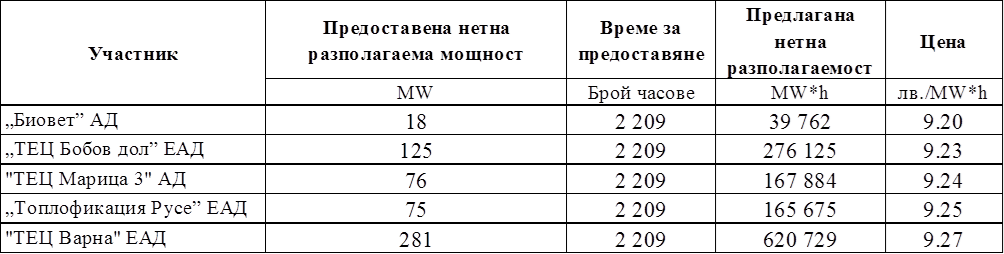 Участник
Предоставена нетна
разполагаема мощност
Време за
предоставяне
Предлагана
нетна
разполагаемост
Цена
MW
Брой часове
MW*h
лв./MW*h
„Биовет” АД 18 2 209 39 762 9.20
„ТЕЦ Бобов дол” ЕАД 125 2 209 276 125 9.23
"ТЕЦ Марица 3" АД 76 2 209 167 884 9.24
„Топлофикация Русе” ЕАД 75 2 209 165 675 9.25
"ТЕЦ Варна" ЕАД 281 2 209 620 729 9.27